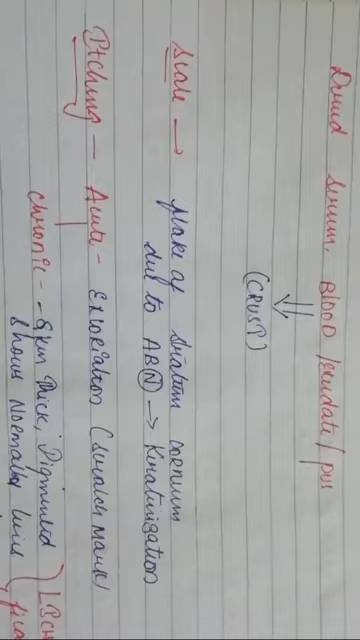 Dried Serum, Blood /exudate / pus
(CRUST)
Scale → flake of stratum corneum
due to ABⓃ → Keratinization
Itching - Acute - Excoriation (scratch mark)
chronic - Skin thick, Pigmented
shows Normal lines